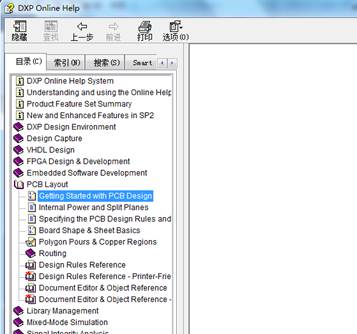 DXP Online Help
隐藏 查找 上一步 前进 打印 选项(O)
目录(C) 索引(N) 搜索(S) Smart
DXP Online Help System
Understanding and using the Online Help
Product Feature Set Summary
New and Enhanced Features in SP2
DXP Design Environment
Design Capture
VHDL Design
FPGA Design & Development
Embedded Software Development
PCB Layout
Getting Started with PCB Design
Internal Power and Split Planes
Specifying the PCB Design Rules and
Board Shape & Sheet Basics
Polygon Pours & Copper Regions
Routing
Design Rules Reference
Design Rules Reference - Printer-Frie
Document Editor & Object Reference
Document Editor & Object Reference -
Library Management
Mixed-Mode Simulation
Signal Integrity Analysis